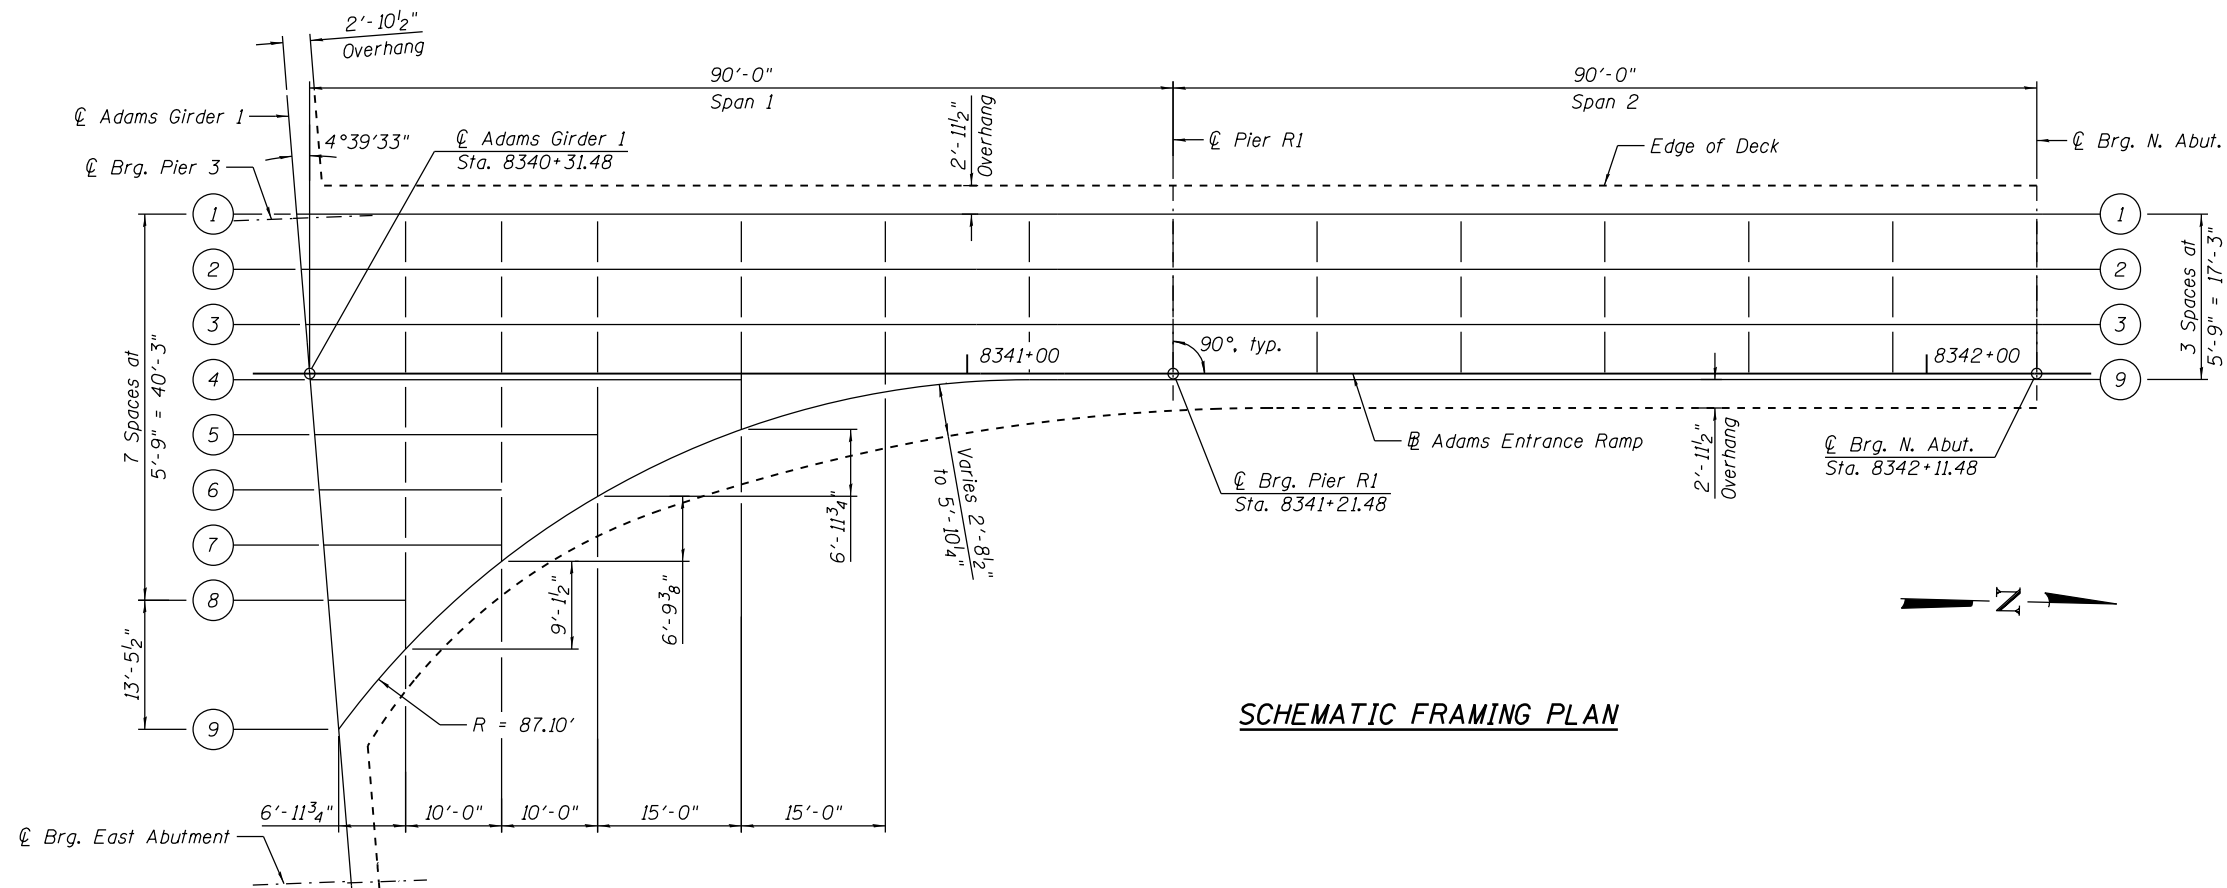 2'-10½"
Overhang
90'-0"
Span 1
90'-0"
Span 2
2'-11½"
Overhang
℄ Adams Girder 1
4°39'33"
℄ Adams Girder 1
Sta. 8340+31.48
℄ Brg. Pier 3
℄ Pier R1
Edge of Deck
℄ Brg. N. Abut.
1
1
2
2
3
3
4
9
5
6
7
8
9
7 Spaces at
5'-9" = 40'-3"
13'-5½"
3 Spaces at
5'-9" = 17'-3"
8341+00
90°, typ.
8342+00
Varies 2'-8½"
to 5'-10¼"
6'-11¾"
6'-9⅜"
9'-1½"
Adams Entrance Ramp
2'-11½"
Overhang
℄ Brg. N. Abut.
Sta. 8342+11.48
℄ Brg. Pier R1
Sta. 8341+21.48
N
R = 87.10'
SCHEMATIC FRAMING PLAN
6'-11¾"
10'-0"
10'-0"
15'-0"
15'-0"
℄ Brg. East Abutment